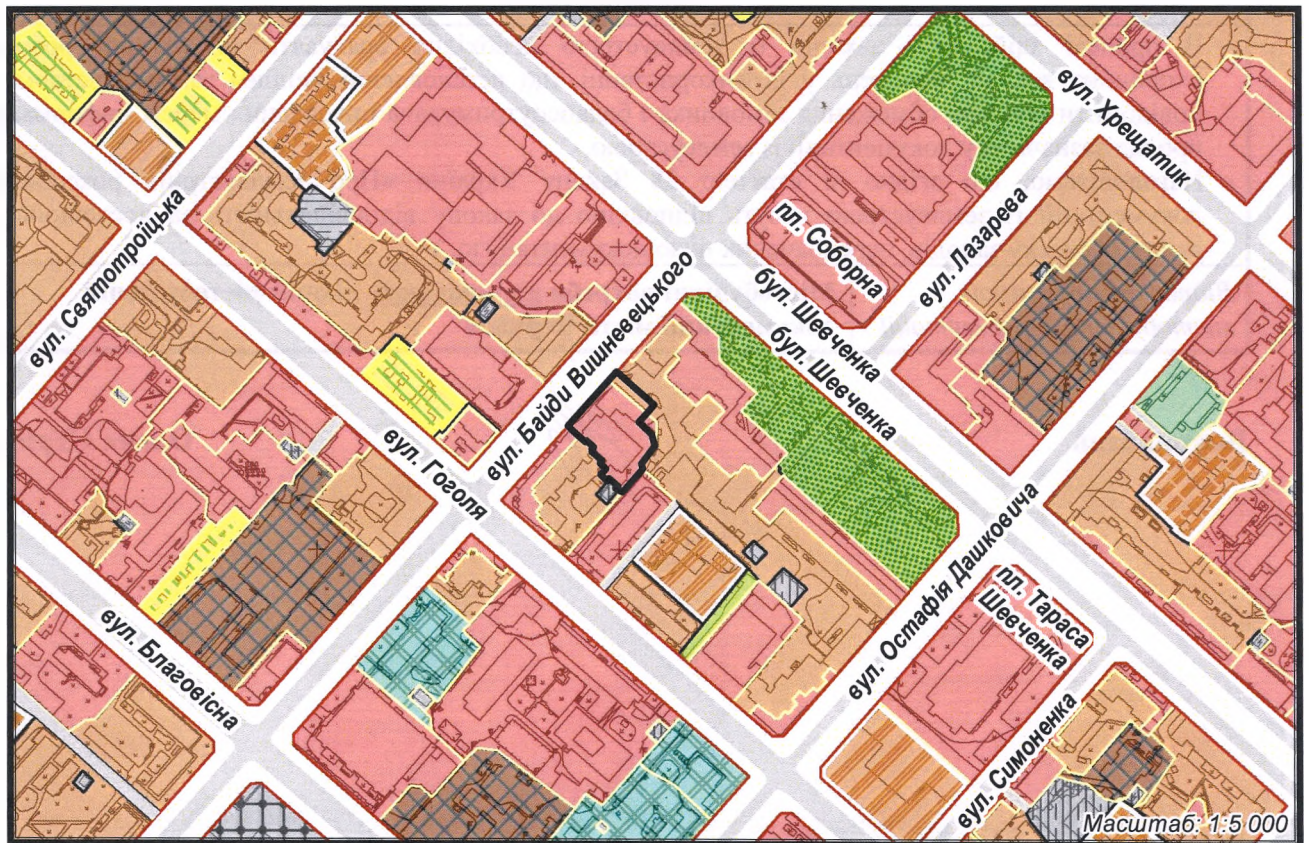 вул. Хрещатик
вул. Святотроїцька
пл. Соборна
вул. Лазарева
бул. Шевченка
бул. Шевченка
вул. Байди Вишневецького
вул. Гоголя
вул. Остафія Дашковича
пл. Тараса
Шевченка
вул. Благовісна
вул. Симоненка
Масштаб: 1:5 000